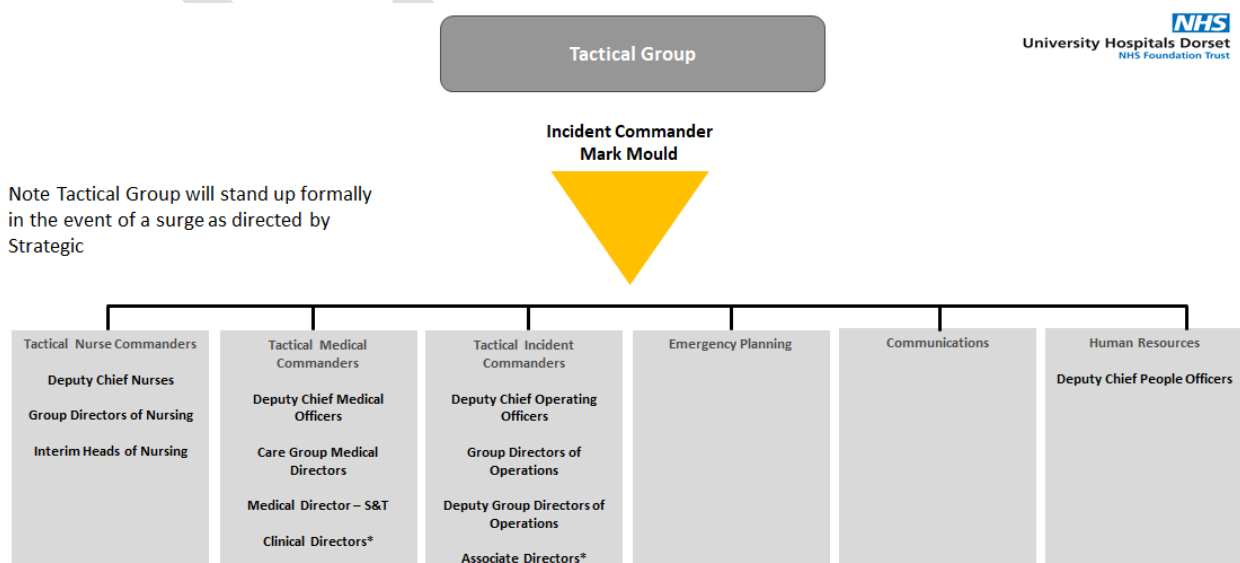 Tactical Group
NHS
University Hospitals Dorset
NHS Foundation Trust
Incident Commander
Mark Mould
Note Tactical Group will stand up formally
in the event of a surge as directed by
Strategic
Tactical Nurse Commanders
Deputy Chief Nurses
Group Directors of Nursing
Interim Heads of Nursing
Tactical Medical
Commanders
Deputy Chief Medical
Officers
Care Group Medical
Directors
Medical Director – S&T
Clinical Directors*
Tactical Incident
Commanders
Deputy Chief Operating
Officers
Group Directors of
Operations
Deputy Group Directors of
Operations
Associate Directors*
Emergency Planning
Communications
Human Resources
Deputy Chief People Officers